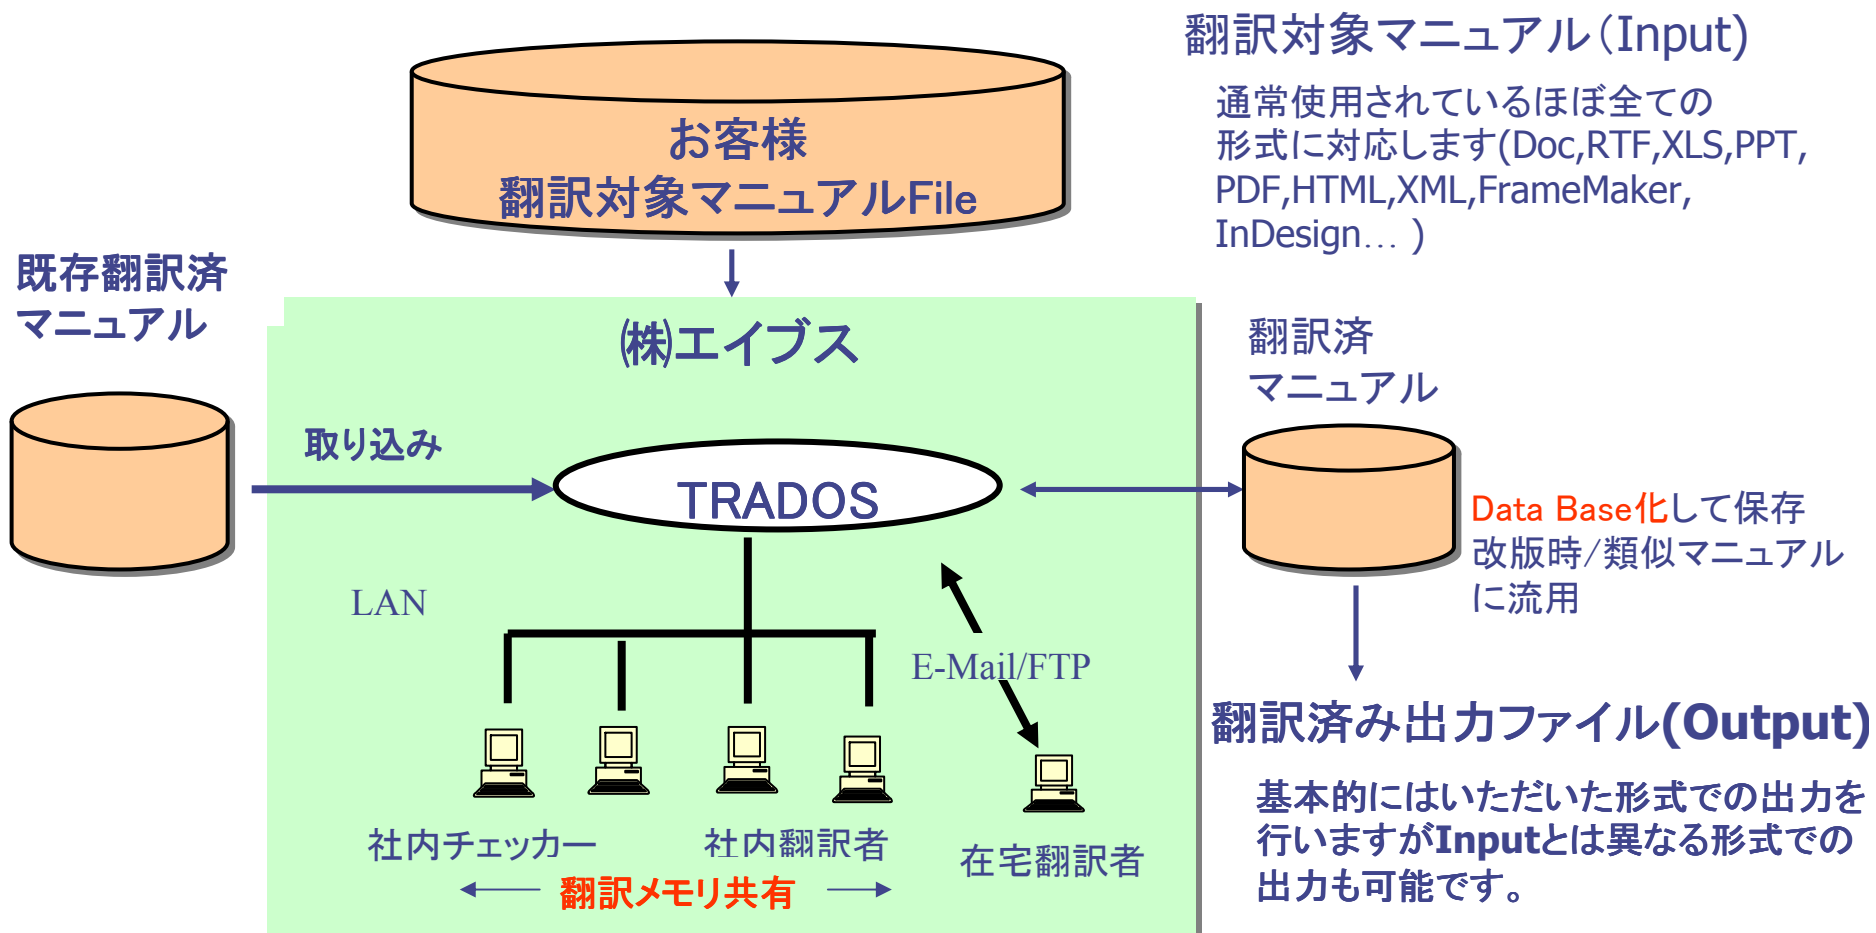 翻訳対象マニュアル（Input)
通常使用されているほぼ全ての
形式に対応します(Doc,RTF,XLS,PPT,
PDF,HTML,XML,FrameMaker,
InDesign… )
お客様
翻訳対象マニュアルFile
既存翻訳済
マニュアル
㈱エイブス
取り込み
TRADOS
翻訳済
マニュアル
Data Base化して保存
改版時/類似マニュアル
に流用
LAN
E-Mail/FTP
社内チェッカー
社内翻訳者
在宅翻訳者
翻訳メモリ共有
翻訳済み出力ファイル(Output)
基本的にはいただいた形式での出力を
行いますがInputとは異なる形式での
出力も可能です。